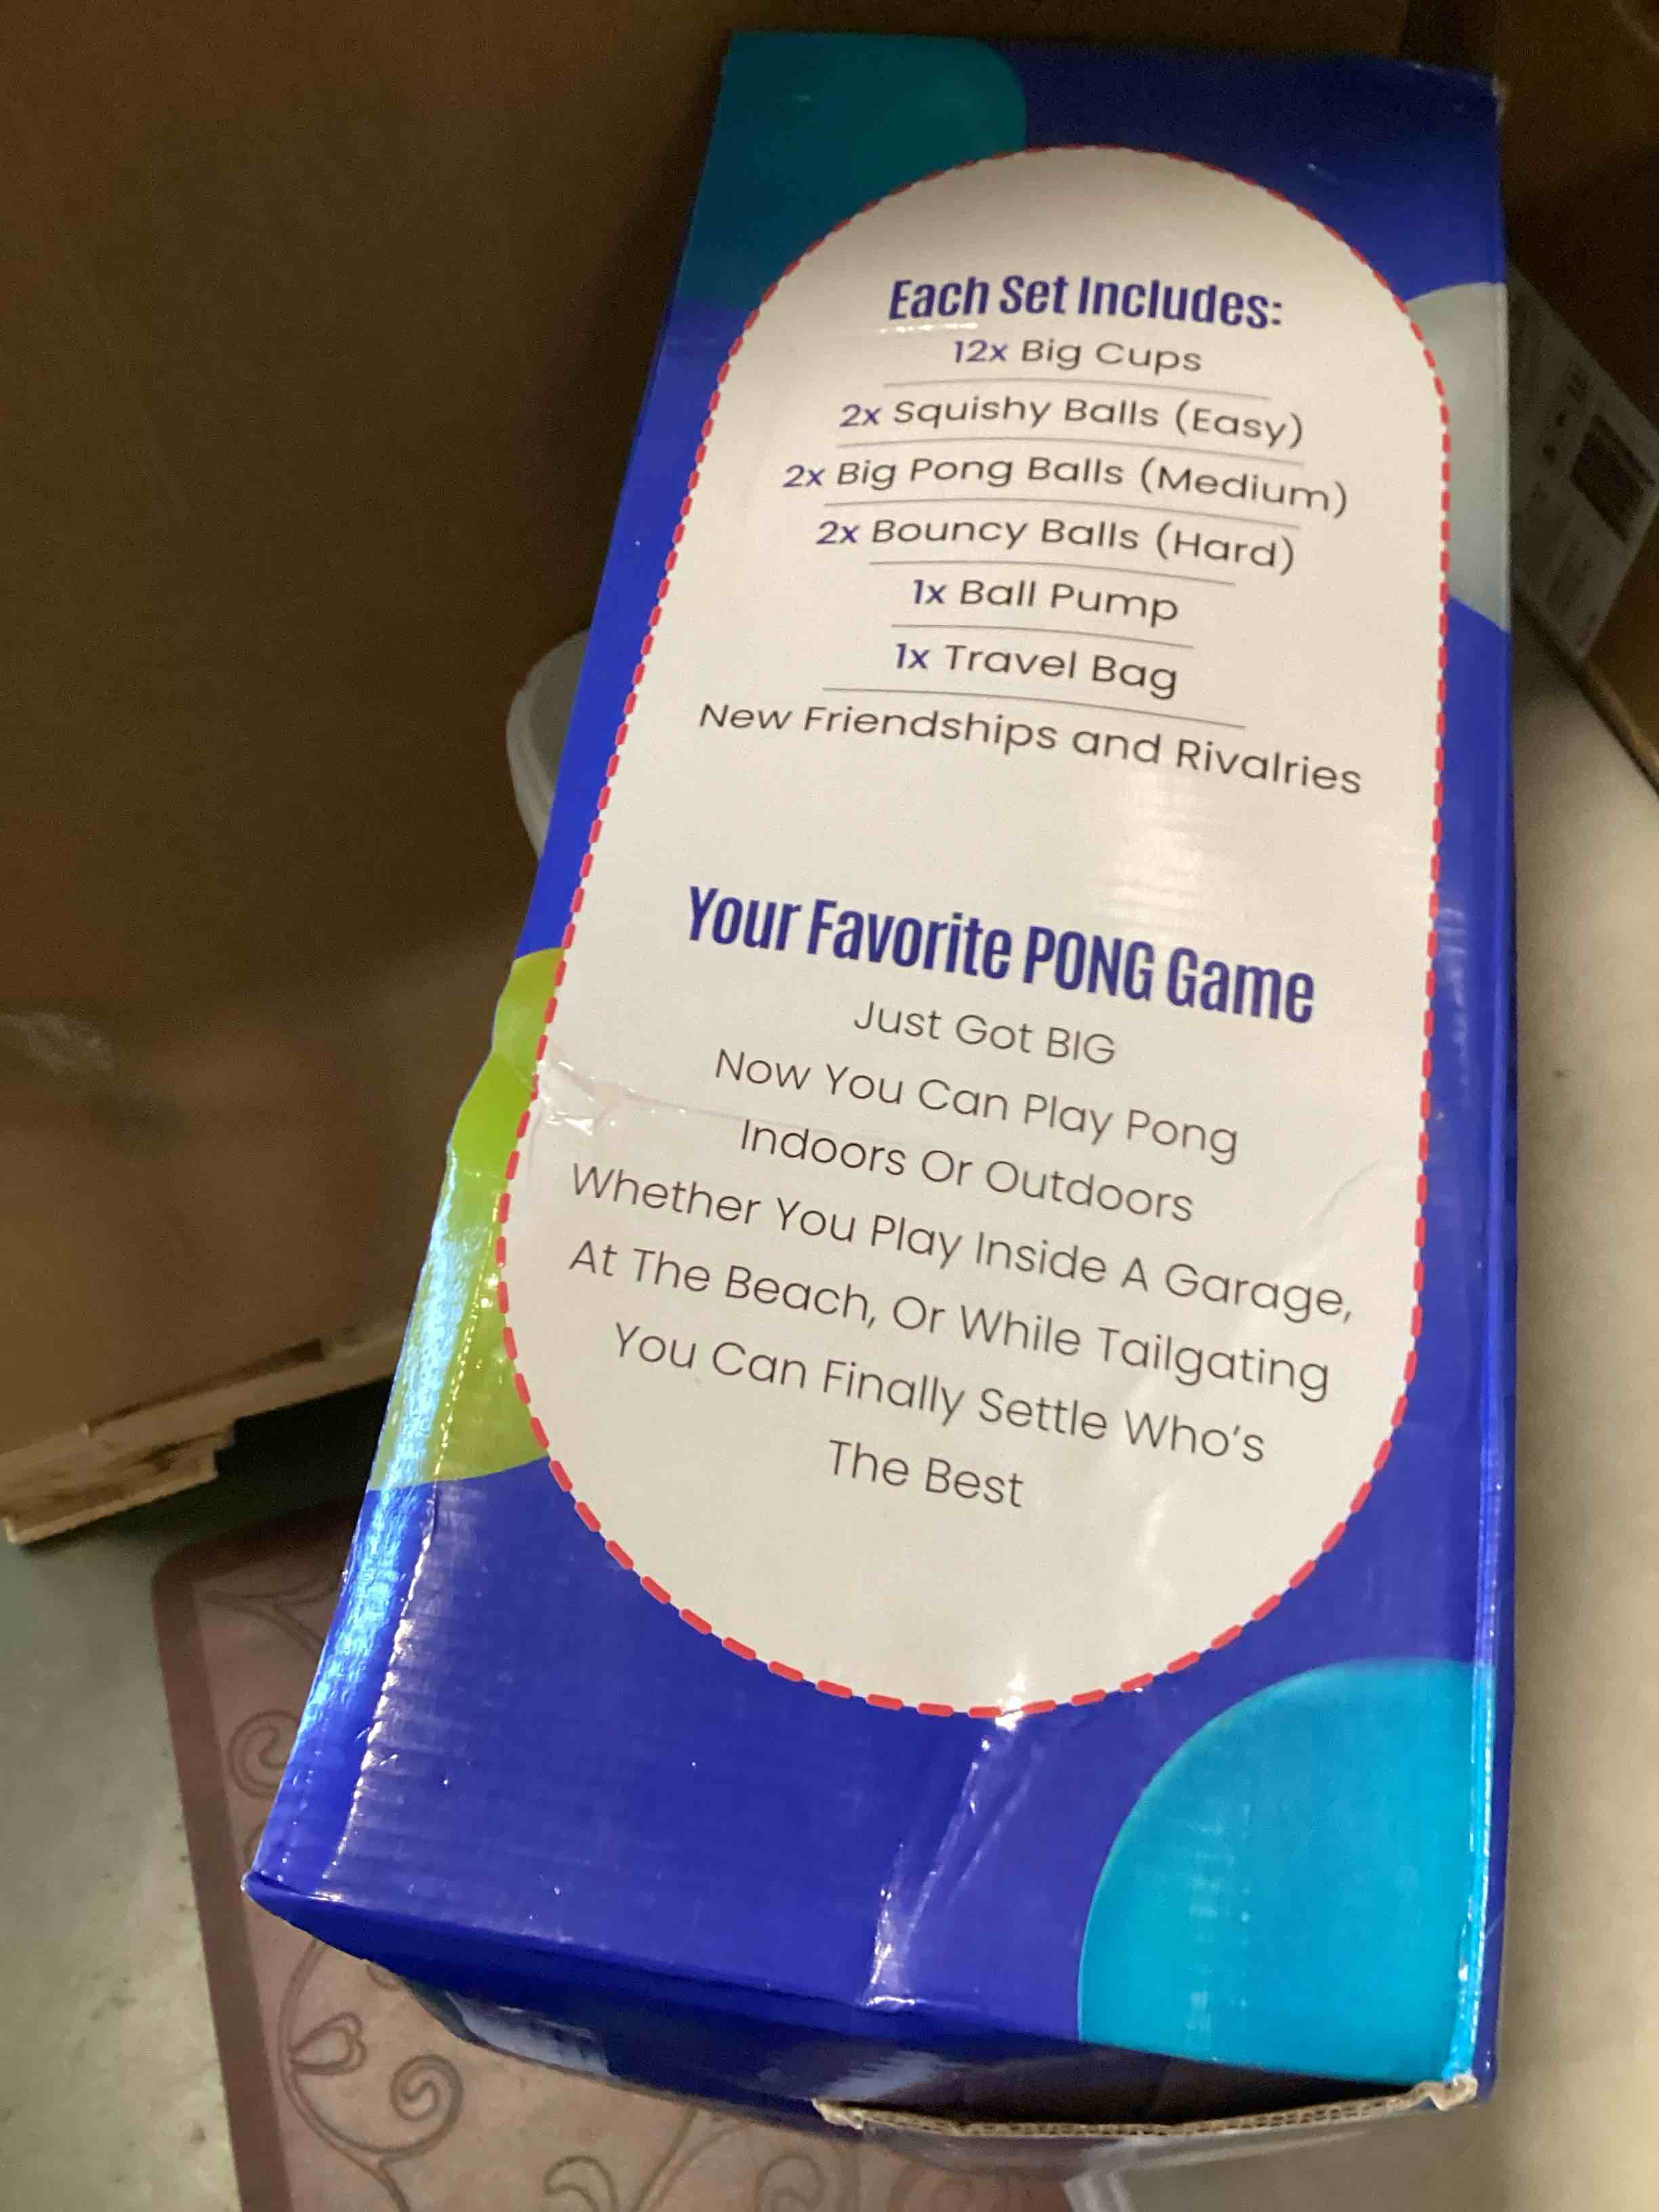 Each Set Includes:
12x Big Cups
2x Squishy Balls (Easy)
2x Big Pong Balls (Medium)
2x Bouncy Balls (Hard)
1x Ball Pump
1x Travel Bag
New Friendships and Rivalries
Your Favorite PONG Game
Just Got BIG
Now You Can Play Pong
Indoors Or Outdoors
Whether You Play Inside A Garage,
At The Beach, Or While Tailgating
You Can Finally Settle Who's
The Best